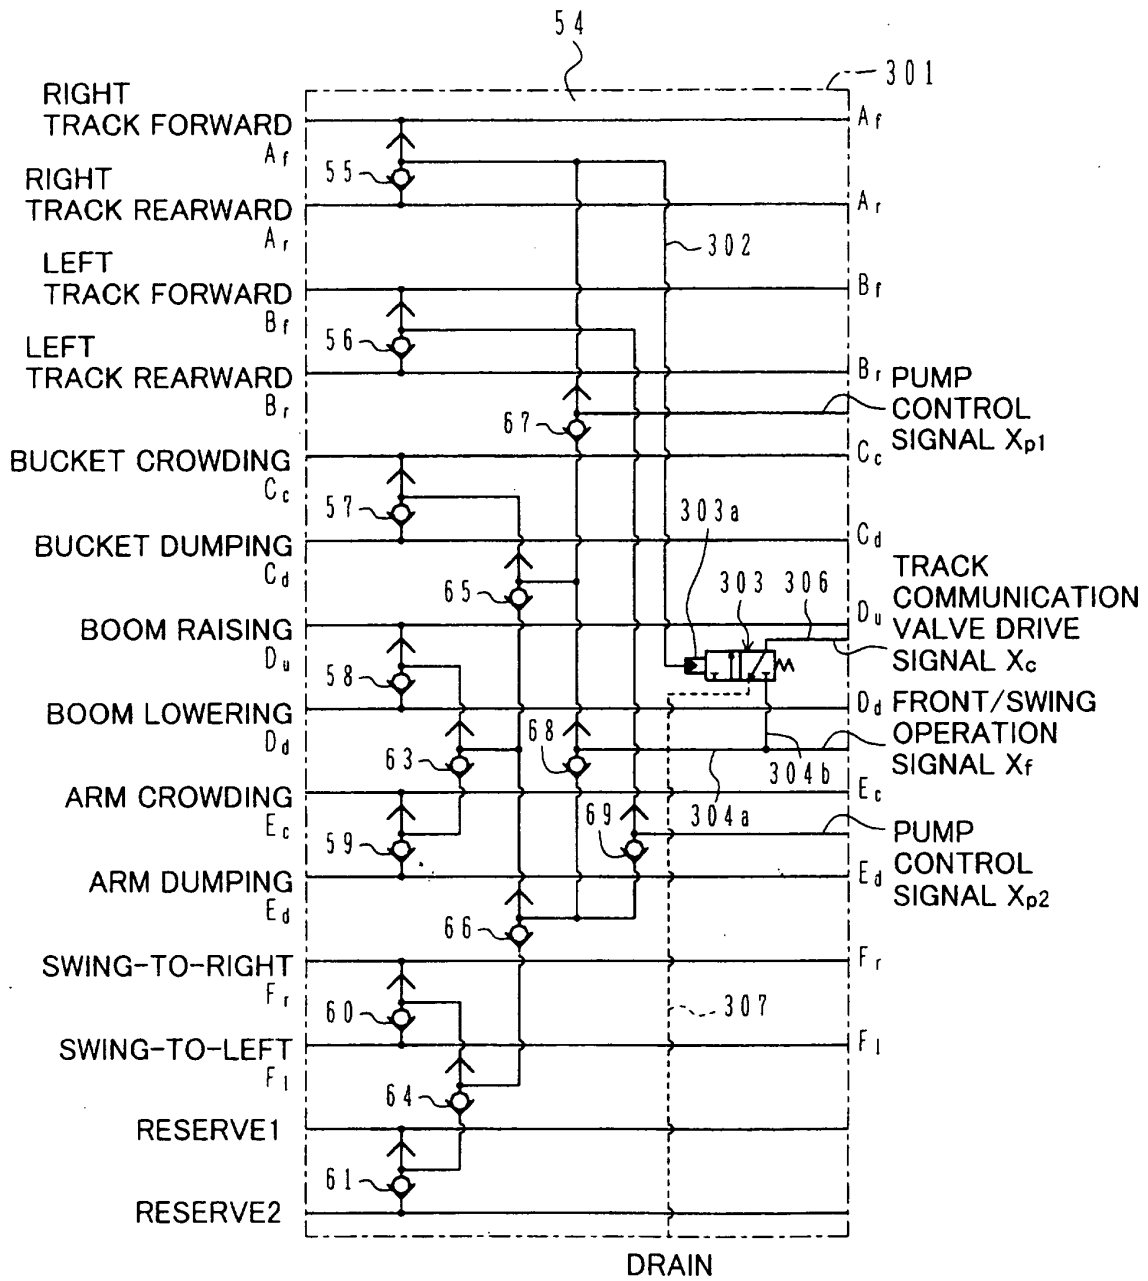 54
301
RIGHT
TRACK FORWARD
Af
Af
55
RIGHT
TRACK REARWARD
Ar
Ar
302
LEFT
TRACK FORWARD
Bf
Bf
56
LEFT
TRACK REARWARD
Br
Br
PUMP
CONTROL
SIGNAL Xp1
67
BUCKET CROWDING
Cc
Cc
57
303a
BUCKET DUMPING
Cd
Cd
65
303
306
TRACK
COMMUNICATION
VALVE DRIVE
SIGNAL Xc
BOOM RAISING
Du
Du
58
BOOM LOWERING
Dd
Dd
FRONT/SWING
OPERATION
SIGNAL Xf
63
68
304b
304a
ARM CROWDING
Ec
Ec
59
69
PUMP
CONTROL
SIGNAL Xp2
ARM DUMPING
Ed
Ed
66
SWING-TO-RIGHT
Fr
Fr
60
307
SWING-TO-LEFT
Fl
Fl
64
RESERVE1
61
RESERVE2
DRAIN